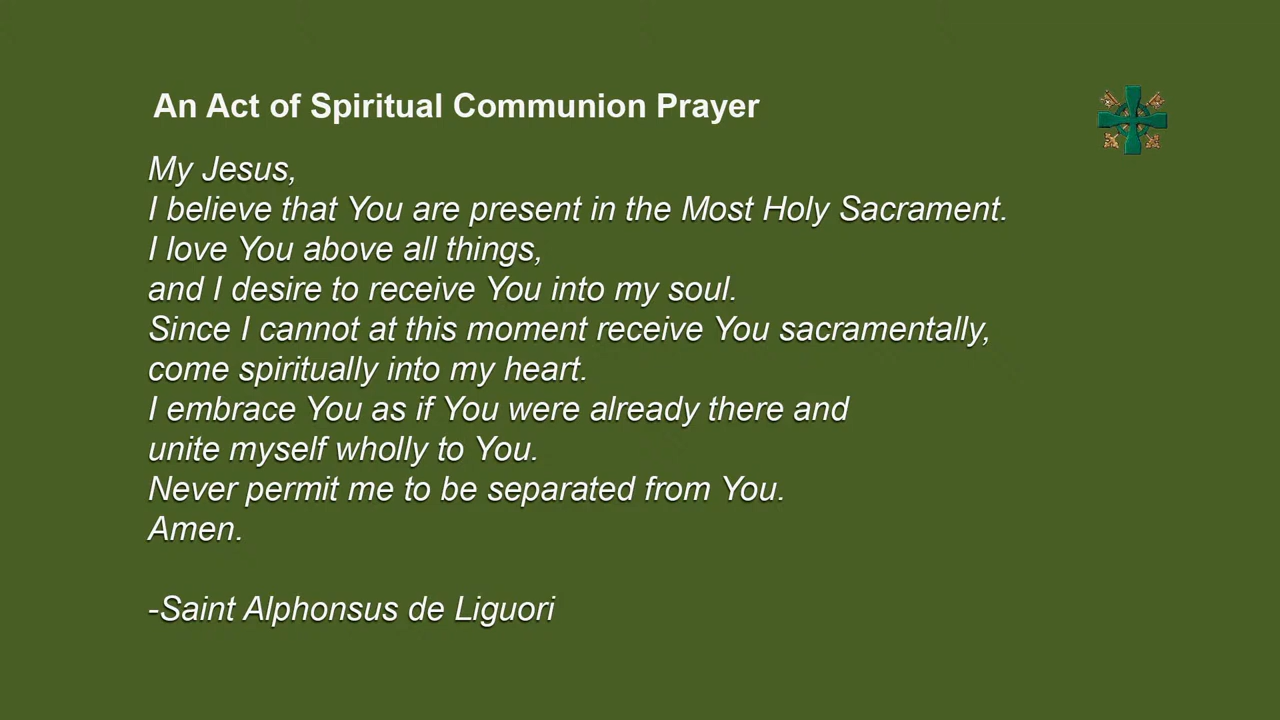 An Act of Spiritual Communion Prayer
My Jesus,
I believe that You are present in the Most Holy Sacrament.
I love You above all things,
and I desire to receive You into my soul.
Since I cannot at this moment receive You sacramentally,
come spiritually into my heart.
I embrace You as if You were already there and
unite myself wholly to You.
Never permit me to be separated from You.
Amen.
-Saint Alphonsus de Liguori